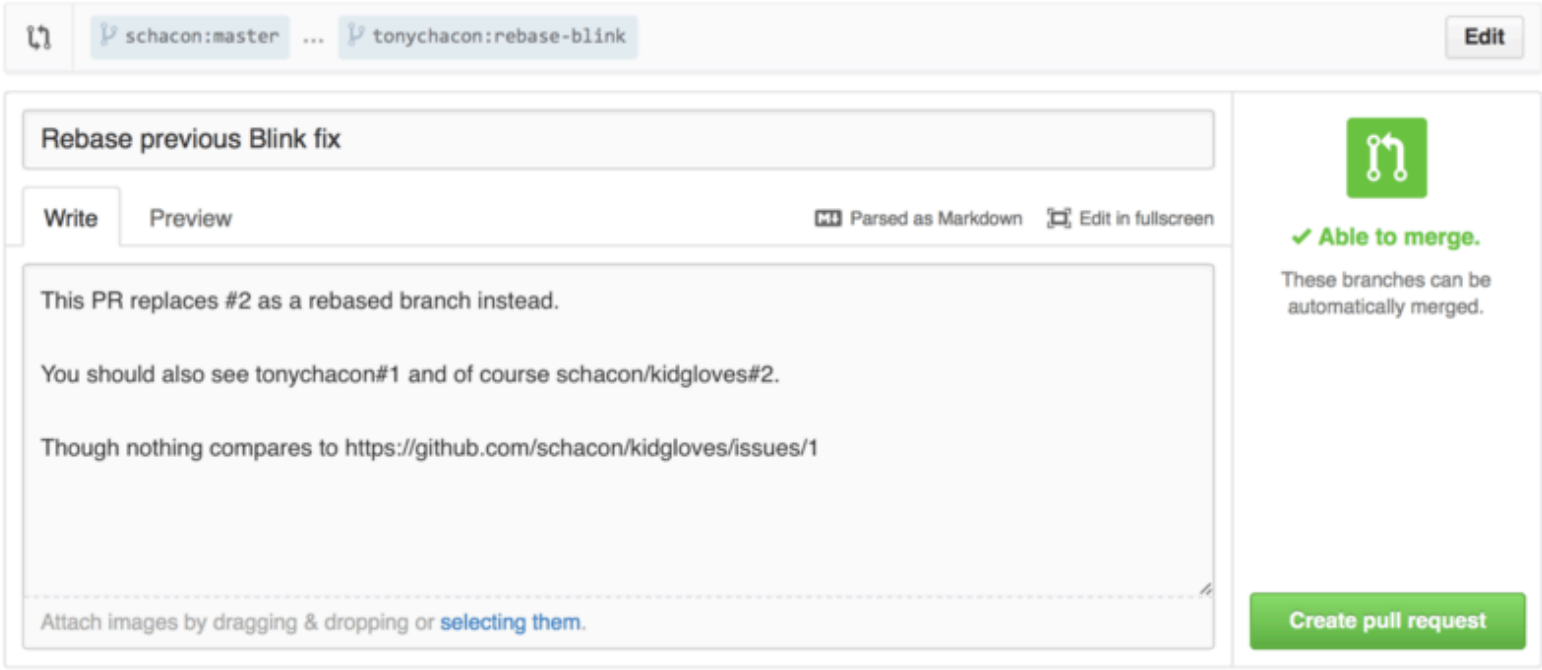 schacon:master ... tonychacon:rebase-blink Edit
Rebase previous Blink fix
Write Preview Parsed as Markdown Edit in fullscreen
This PR replaces #2 as a rebased branch instead.
You should also see tonychacon#1 and of course schacon/kidgloves#2.
Though nothing compares to https://github.com/schacon/kidgloves/issues/1
Attach images by dragging & dropping or selecting them.
✓ Able to merge.
These branches can be
automatically merged.
Create pull request